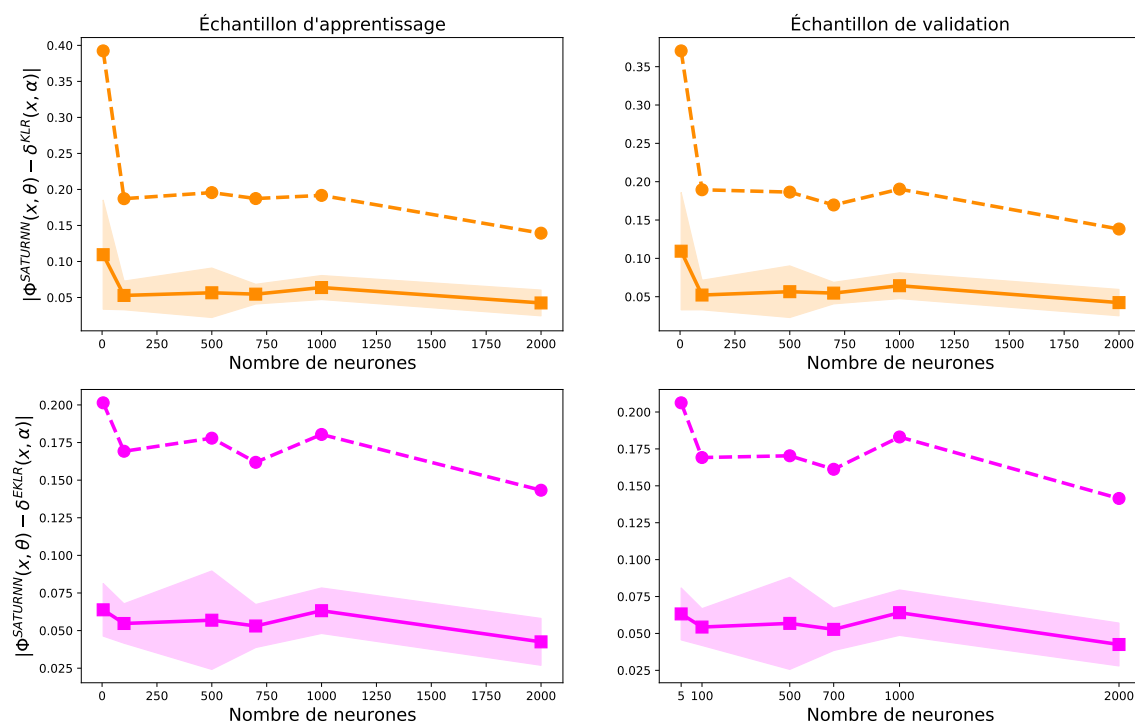 Échantillon d'apprentissage
Échantillon de validation
|Φ^SATURNN(x, θ) − δ^KLR(x, α)|
0.40
0.35
0.30
0.25
0.20
0.15
0.10
0.05
0 250 500 750 1000 1250 1500 1750 2000
Nombre de neurones
0.35
0.30
0.25
0.20
0.15
0.10
0.05
0 250 500 750 1000 1250 1500 1750 2000
Nombre de neurones
|Φ^SATURNN(x, θ) − δ^EKLR(x, α)|
0.200
0.175
0.150
0.125
0.100
0.075
0.050
0.025
0 250 500 750 1000 1250 1500 1750 2000
Nombre de neurones
0.200
0.175
0.150
0.125
0.100
0.075
0.050
0.025
5 100 500 700 1000 2000
Nombre de neurones